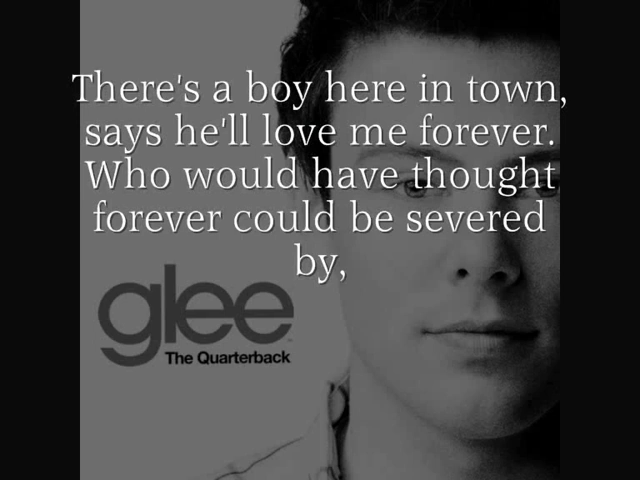 There's a boy here in town,
says he'll love me forever.
Who would have thought
forever could be severed
by,
glee
The Quarterback